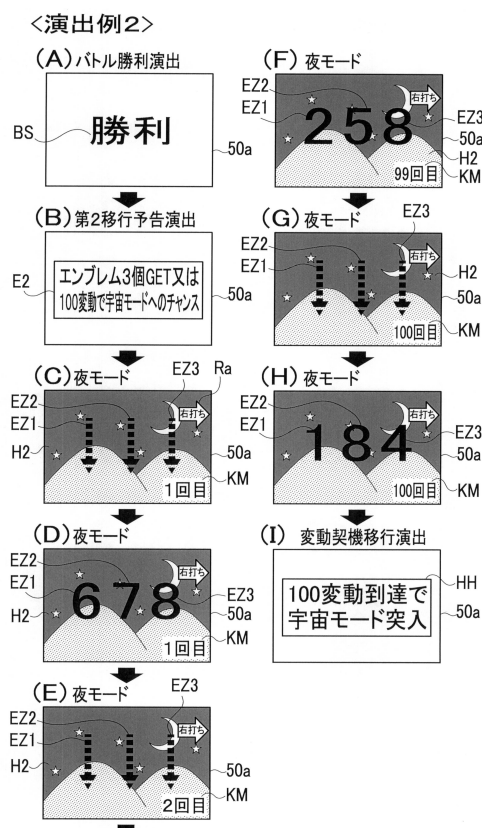 <演出例2>
(A)バトル勝利演出
BS
勝利
50a
(B)第2移行予告演出
E2
エンブレム3個GET又は
100変動で宇宙モードへのチャンス
50a
(C)夜モード
EZ3
Ra
EZ2
EZ1
右打ち
H2
50a
KM
1回目
(D)夜モード
EZ2
EZ1
右打ち
678
EZ3
H2
50a
KM
1回目
(E)夜モード
EZ3
EZ2
EZ1
右打ち
H2
50a
KM
2回目
(F)夜モード
EZ2
EZ1
右打ち
258
EZ3
50a
H2
KM
99回目
(G)夜モード
EZ3
EZ2
EZ1
右打ち
H2
50a
KM
100回目
(H)夜モード
EZ2
EZ1
右打ち
184
EZ3
50a
H2
KM
100回目
(I)変動契機移行演出
HH
100変動到達で
宇宙モード突入
50a